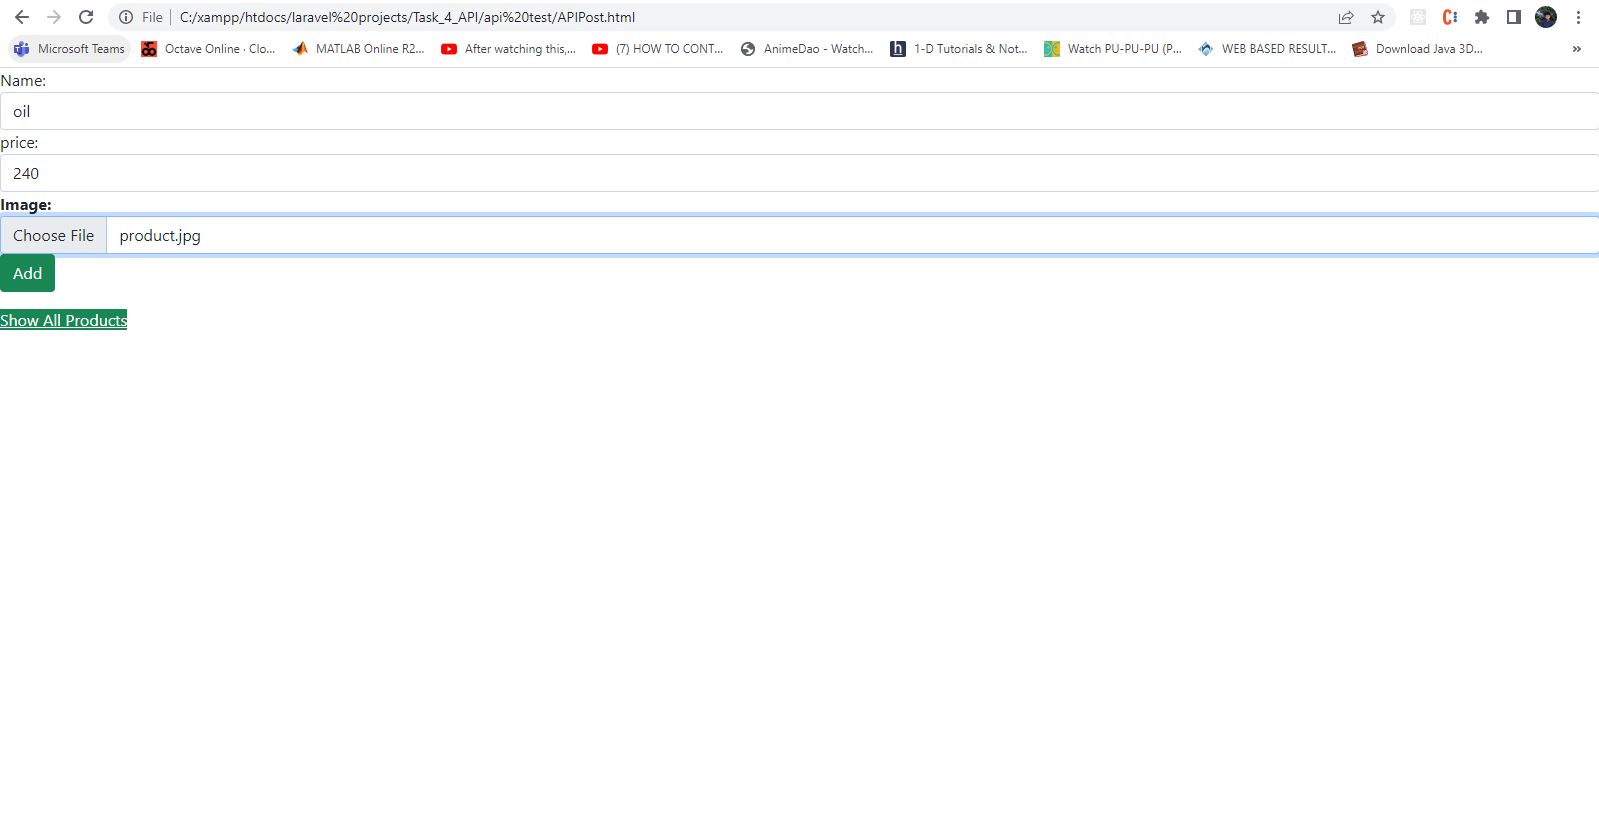 File C:/xampp/htdocs/laravel%20projects/Task_4_API/api%20test/APIPost.html
Microsoft Teams Octave Online · Clo... MATLAB Online R2... After watching this,... (7) HOW TO CONT... AnimeDao - Watch... 1-D Tutorials & Not... Watch PU-PU-PU (P... WEB BASED RESULT... Download Java 3D... »
Name:
oil
price:
240
Image:
Choose File product.jpg
Add
Show All Products